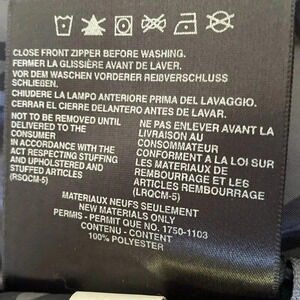 CLOSE FRONT ZIPPER BEFORE WASHING.
FERMER LA GLISSIÈRE AVANT DE LAVER.
VOR DEM WASCHEN VORDERER REIßVERSCHLUSS
SCHLIEßEN.
CHIUDERE LA LAMPO ANTERIORE PRIMA DEL LAVAGGIO.
CERRAR EL CIERRE DELANTERO ANTES DE LAVAR.
NOT TO BE REMOVED UNTIL
DELIVERED TO THE
CONSUMER
IN ACCORDANCE WITH THE
ACT RESPECTING STUFFING
AND UPHOLSTERED AND
STUFFED ARTICLES
(RSQCM-5)
NE PAS ENLEVER AVANT LA
LIVRAISON AU
CONSOMMATEUR
CONFORMENT A LA LOI SUR
LES MATERIAUX DE
REMBOURRAGE ET LES
ARTICLES REMBOURRAGE
(LRQCM-5)
MATERIAUX NEUFS SEULEMENT
NEW MATERIALS ONLY
PERMIS - PERMIT QUE NO. 1750-1103
CONTENU - CONTENT
100% POLYESTER